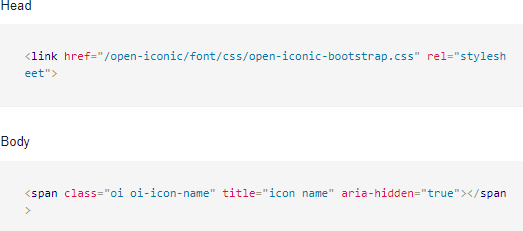 Head
<link href="/open-iconic/font/css/open-iconic-bootstrap.css" rel="stylesh
eet">
Body
<span class="oi oi-icon-name" title="icon name" aria-hidden="true"></span
>